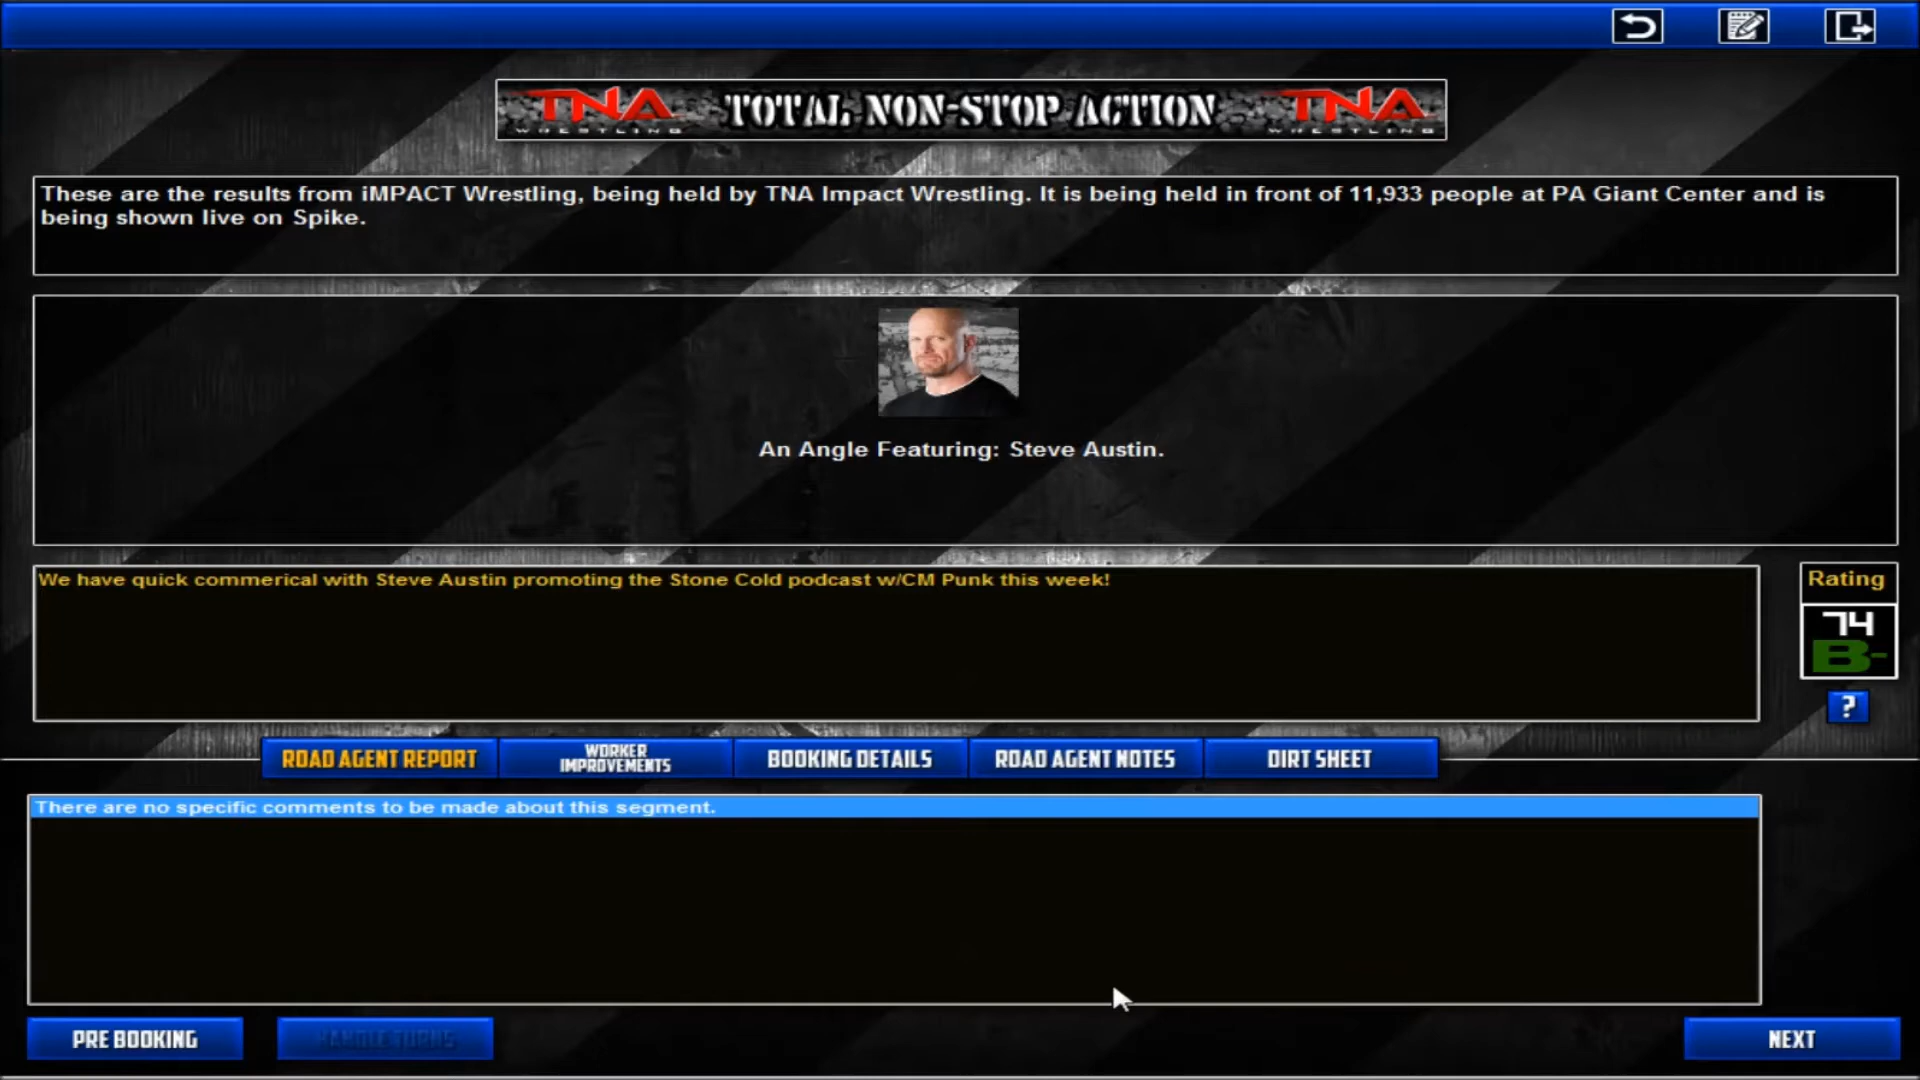 TNA WRESTLING TOTAL NON-STOP ACTION TNA WRESTLING
These are the results from iMPACT Wrestling, being held by TNA Impact Wrestling. It is being held in front of 11,933 people at PA Giant Center and is
being shown live on Spike.
An Angle Featuring: Steve Austin.
We have quick commerical with Steve Austin promoting the Stone Cold podcast w/CM Punk this week!
Rating
74
B-
?
ROAD AGENT REPORT
WORKER
IMPROVEMENTS
BOOKING DETAILS
ROAD AGENT NOTES
DIRT SHEET
There are no specific comments to be made about this segment.
PRE BOOKING
HANDLE TURNS
NEXT